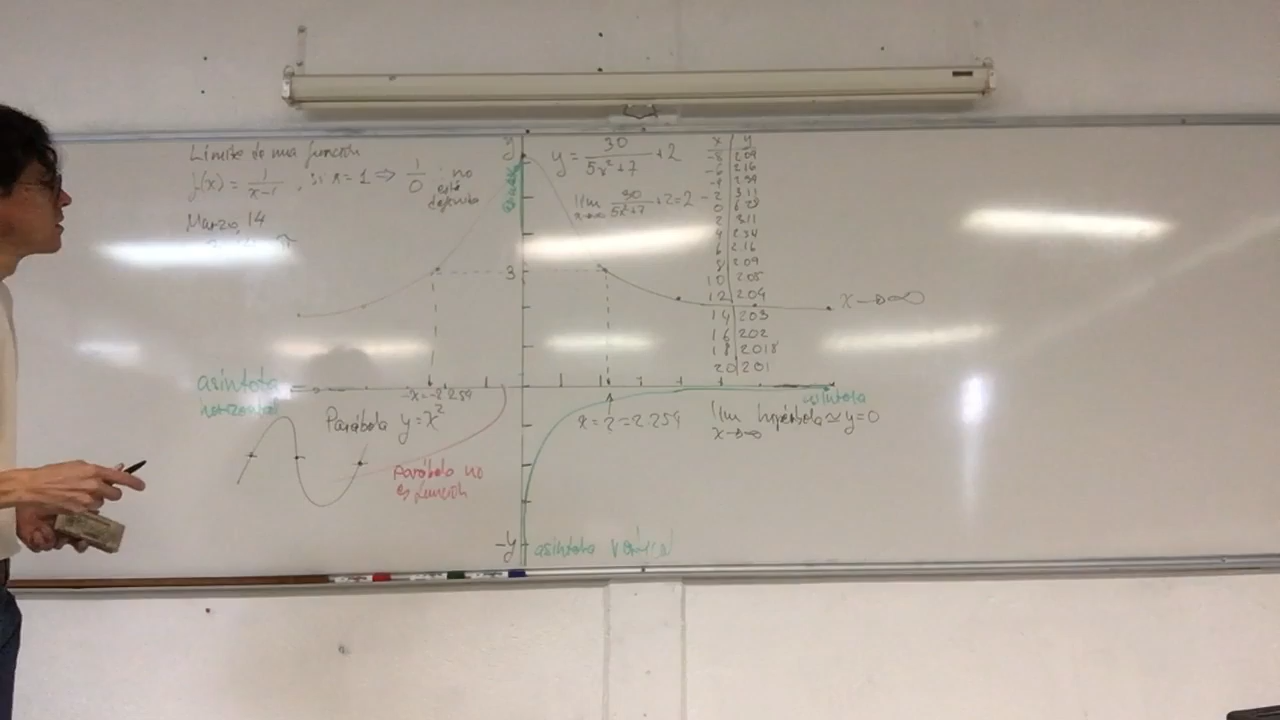 Límite de una función
f(x) = 1/(x-1), si x = 1 ⇒ 1/0 : no está definito
Marzo, 14
y
y = 30/(5x²+7) + 2
lím x→∞ 30/(5x²+7) + 2 = 2
x | y
-8 | 2.09
-6 | 2.16
-4 | 2.34
-2 | 3.11
0 | 6.28
2 | 3.11
4 | 2.34
6 | 2.16
8 | 2.09
10 | 2.05
12 | 2.04
14 | 2.03
16 | 2.02
18 | 2.018
20 | 2.01
3
x→∞
asíntota horizontal
-x=-2.259
asíntota
Parábola y = x²
x = 2 = 2.259
lím x→∞ hipérbola ≃ y=0
parábola no
es función
-y
asíntota vertical